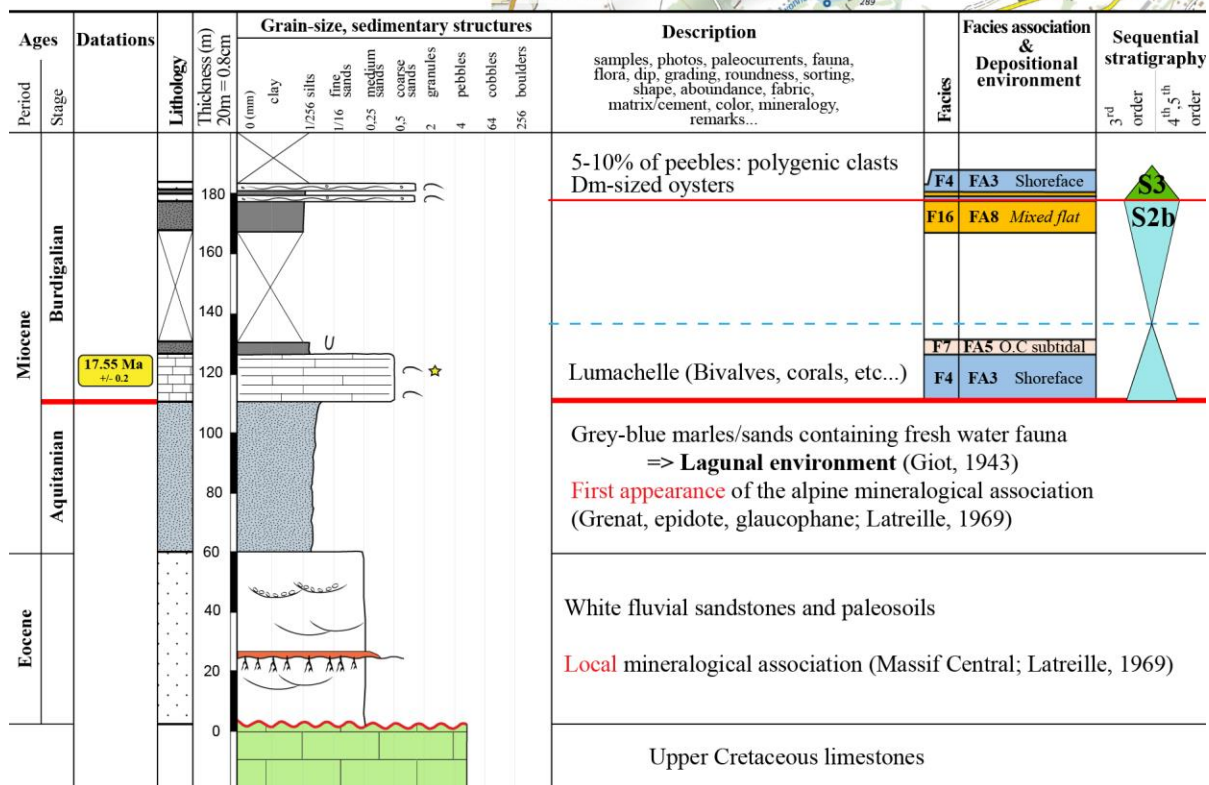 289
Ages
Datations
Grain-size, sedimentary structures
Description
Facies association
&
Depositional
environment
Sequential
stratigraphy
Period
Stage
Lithology
Thickness (m)
20m = 0.8cm
0 (mm)
clay
1/256 silts
1/16
fine
sands
0,25
medium
sands
0,5
coarse
sands
2
granules
4
pebbles
64
cobbles
256
boulders
samples, photos, paleocurrents, fauna,
flora, dip, grading, roundness, sorting,
shape, aboundance, fabric,
matrix/cement, color, mineralogy,
remarks...
Facies
3rd
order
4th,5th
order
Miocene
Burdigalian
Aquitanian
Eocene
17.55 Ma
+/- 0.2
180
160
140
120
100
80
60
40
20
0
U
5-10% of peebles: polygenic clasts
Dm-sized oysters
F4 FA3 Shoreface
S3
F16 FA8 Mixed flat
S2b
F7 FA5 O.C subtidal
Lumachelle (Bivalves, corals, etc...)
F4 FA3 Shoreface
Grey-blue marles/sands containing fresh water fauna
=> Lagunal environment (Giot, 1943)
First appearance of the alpine mineralogical association
(Grenat, epidote, glaucophane; Latreille, 1969)
White fluvial sandstones and paleosoils
Local mineralogical association (Massif Central; Latreille, 1969)
Upper Cretaceous limestones